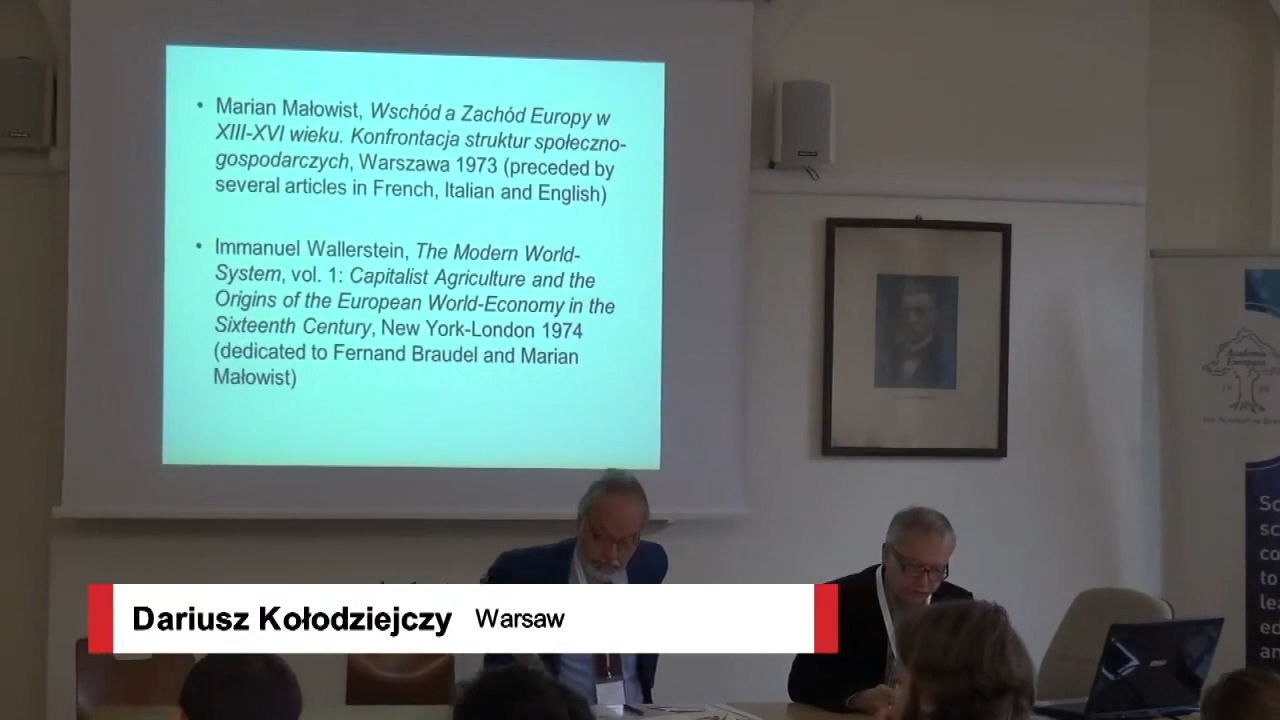 • Marian Małowist, Wschód a Zachód Europy w
XIII-XVI wieku. Konfrontacja struktur społeczno-
gospodarczych, Warszawa 1973 (preceded by
several articles in French, Italian and English)
• Immanuel Wallerstein, The Modern World-
System, vol. 1: Capitalist Agriculture and the
Origins of the European World-Economy in the
Sixteenth Century, New York-London 1974
(dedicated to Fernand Braudel and Marian
Małowist)
Academia
Europaea
Dariusz Kołodziejczy Warsaw